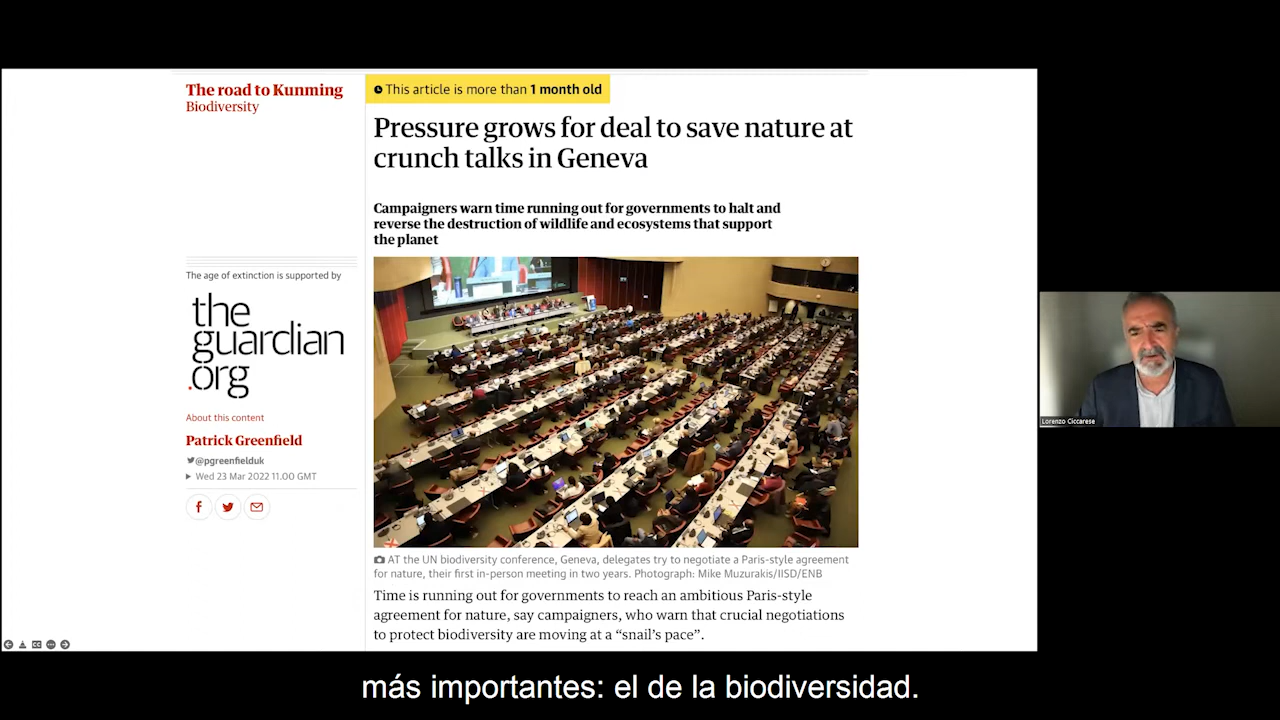 The road to Kunming
Biodiversity
This article is more than 1 month old
Pressure grows for deal to save nature at
crunch talks in Geneva
Campaigners warn time running out for governments to halt and
reverse the destruction of wildlife and ecosystems that support
the planet
The age of extinction is supported by
the
guardian
.org
About this content
Patrick Greenfield
@pgreenfielduk
Wed 23 Mar 2022 11.00 GMT
AT the UN biodiversity conference, Geneva, delegates try to negotiate a Paris-style agreement
for nature, their first in-person meeting in two years. Photograph: Mike Muzurakis/IISD/ENB
Time is running out for governments to reach an ambitious Paris-style
agreement for nature, say campaigners, who warn that crucial negotiations
to protect biodiversity are moving at a “snail’s pace”.
Lorenzo Ciccarese
más importantes: el de la biodiversidad.